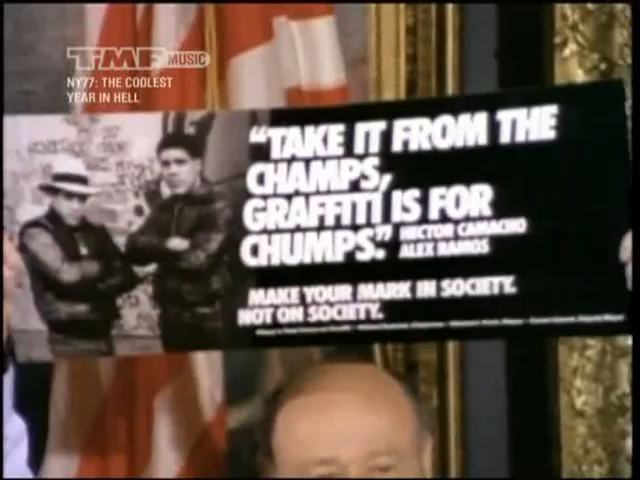 TMF MUSIC
NY77: THE COOLEST
YEAR IN HELL
"TAKE IT FROM THE
CHAMPS,
GRAFFITI IS FOR
CHUMPS." HECTOR CAMACHO
ALEX RAMOS
MAKE YOUR MARK IN SOCIETY.
NOT ON SOCIETY.